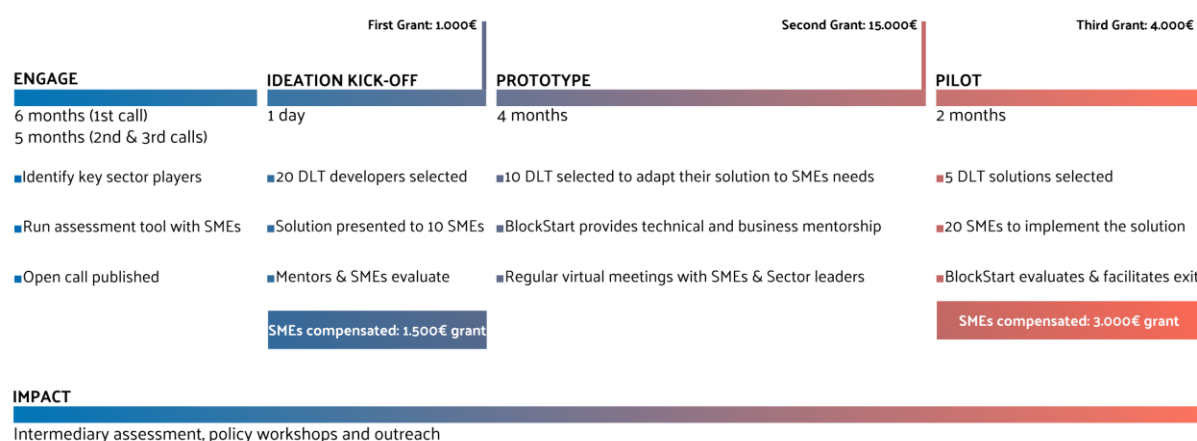 First Grant: 1.000€
Second Grant: 15.000€
Third Grant: 4.000€
ENGAGE
IDEATION KICK-OFF
PROTOTYPE
PILOT
6 months (1st call)
5 months (2nd & 3rd calls)
1 day
4 months
2 months
Identify key sector players
Run assessment tool with SMEs
Open call published
20 DLT developers selected
Solution presented to 10 SMEs
Mentors & SMEs evaluate
SMEs compensated: 1.500€ grant
10 DLT selected to adapt their solution to SMEs needs
BlockStart provides technical and business mentorship
Regular virtual meetings with SMEs & Sector leaders
5 DLT solutions selected
20 SMEs to implement the solution
BlockStart evaluates & facilitates exit
SMEs compensated: 3.000€ grant
IMPACT
Intermediary assessment, policy workshops and outreach